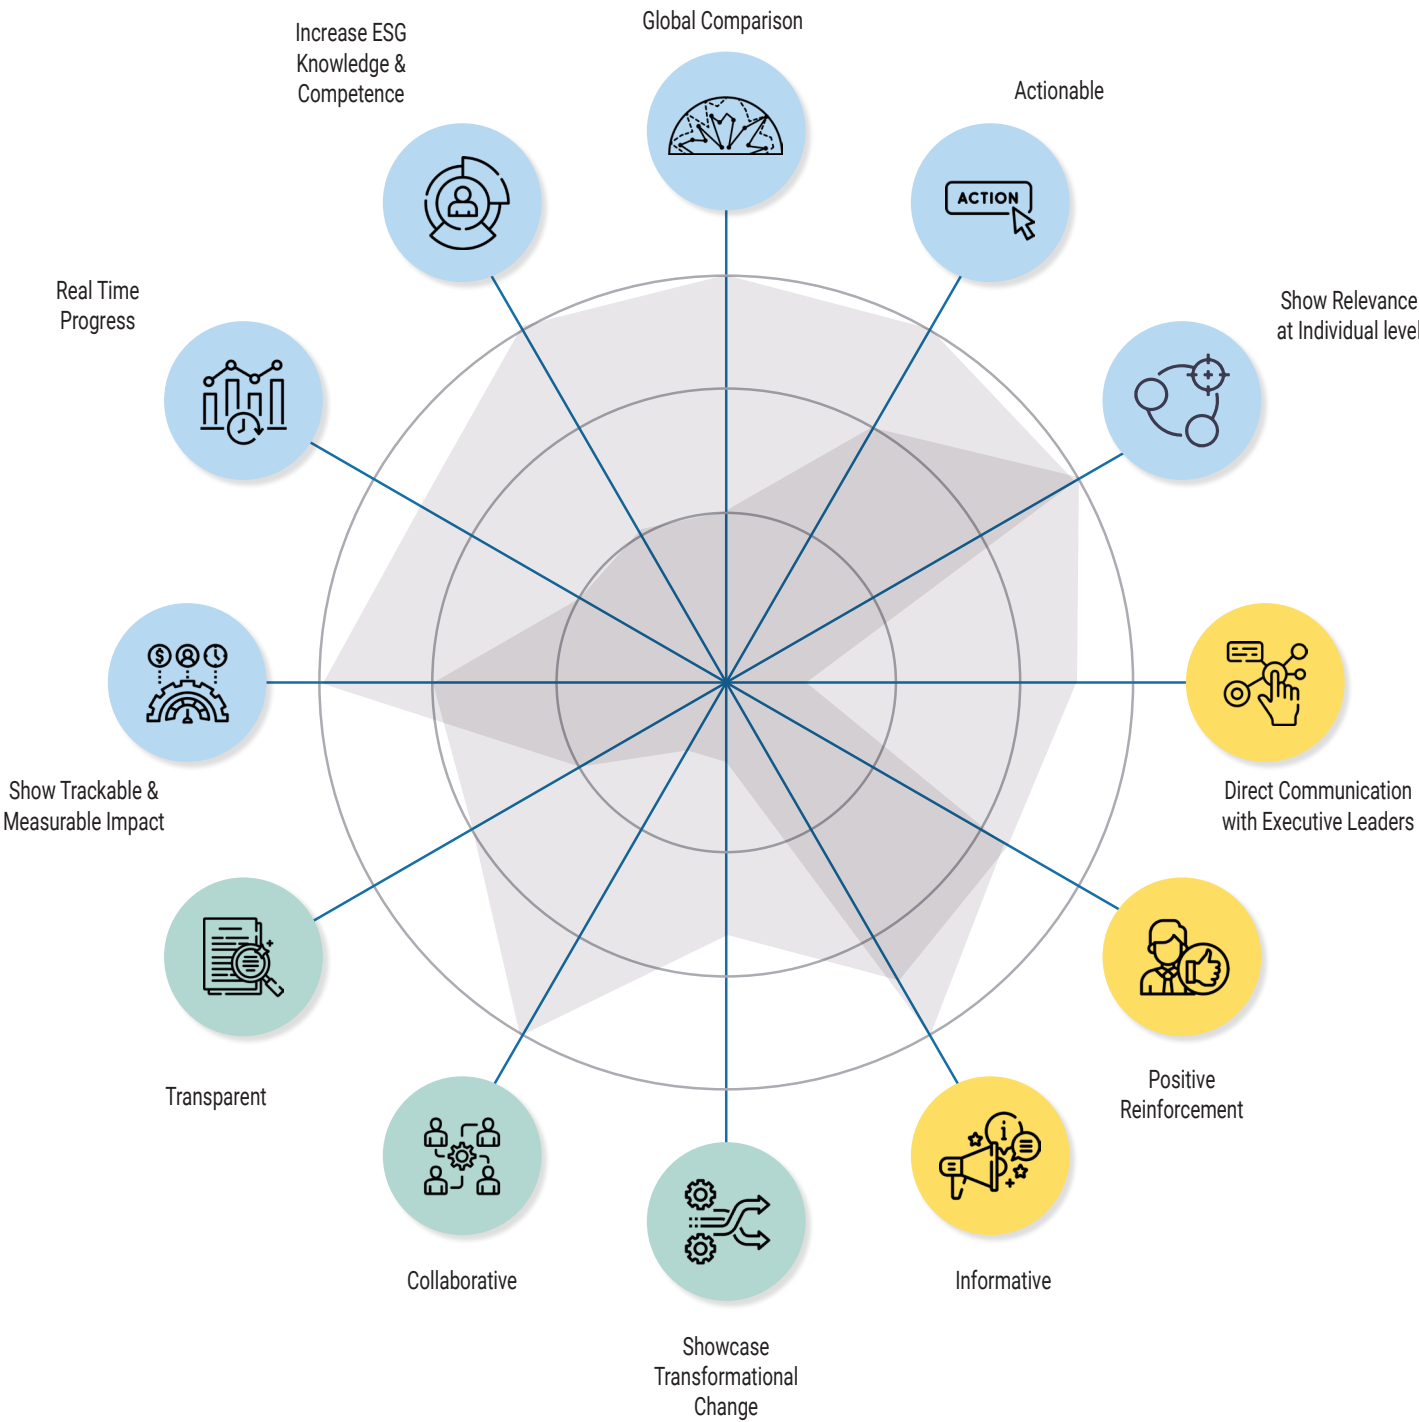 Global Comparison
Increase ESG
Knowledge &
Competence
Actionable
ACTION
Real Time
Progress
Show Relevance
at Individual level
$
Show Trackable &
Measurable Impact
Direct Communication
with Executive Leaders
Transparent
Positive
Reinforcement
i
Collaborative
Informative
Showcase
Transformational
Change